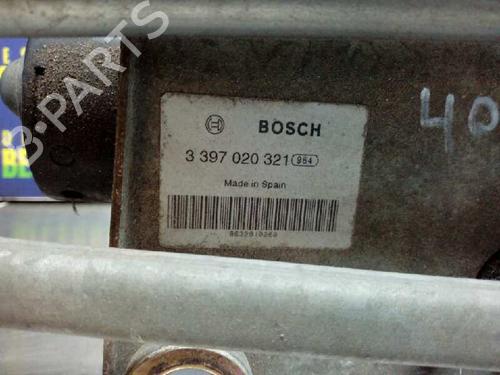 BOSCH
3 397 020 321 984
Made in Spain
40
B-PARTS